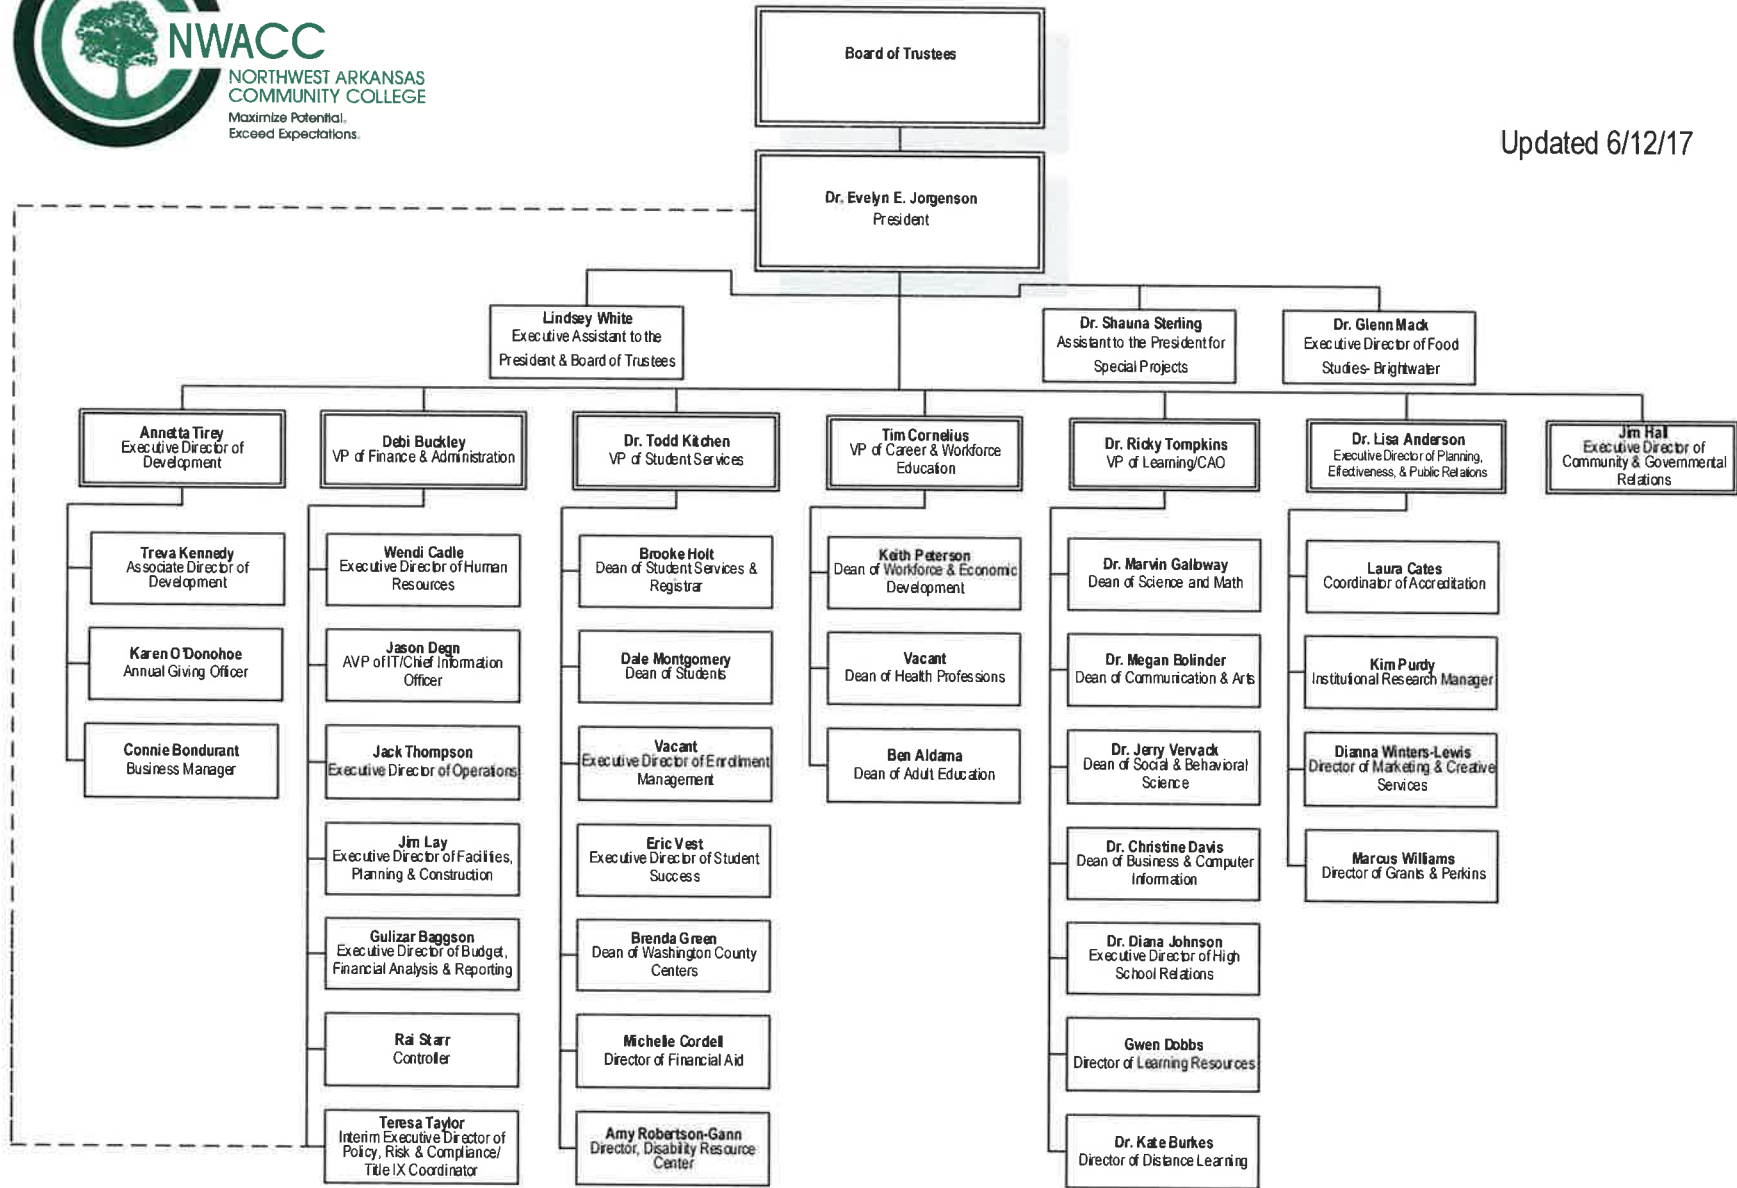 NWACC
NORTHWEST ARKANSAS
COMMUNITY COLLEGE
Maximize Potential.
Exceed Expectations.
Board of Trustees
Updated 6/12/17
Dr. Evelyn E. Jorgenson
President
Lindsey White
Executive Assistant to the
President & Board of Trustees
Dr. Shauna Sterling
Assistant to the President for
Special Projects
Dr. Glenn Mack
Executive Director of Food
Studies- Brightwater
Annetta Tirey
Executive Director of
Development
Debi Buckley
VP of Finance & Administration
Dr. Todd Kitchen
VP of Student Services
Tim Cornelius
VP of Career & Workforce
Education
Dr. Ricky Tompkins
VP of Learning/CAO
Dr. Lisa Anderson
Executive Director of Planning,
Effectiveness, & Public Relations
Jim Hall
Executive Director of
Community & Governmental
Relations
Treva Kennedy
Associate Director of
Development
Karen O'Donohoe
Annual Giving Officer
Connie Bondurant
Business Manager
Wendi Cadle
Executive Director of Human
Resources
Jason Degn
AVP of IT/Chief Information
Officer
Jack Thompson
Executive Director of Operations
Jim Lay
Executive Director of Facilities,
Planning & Construction
Gulizar Baggson
Executive Director of Budget,
Financial Analysis & Reporting
Rai Starr
Controller
Teresa Taylor
Interim Executive Director of
Policy, Risk & Compliance/
Title IX Coordinator
Brooke Holt
Dean of Student Services &
Registrar
Dale Montgomery
Dean of Students
Vacant
Executive Director of Enrollment
Management
Eric Vest
Executive Director of Student
Success
Brenda Green
Dean of Washington County
Centers
Michelle Cordell
Director of Financial Aid
Amy Robertson-Gann
Director, Disability Resource
Center
Keith Peterson
Dean of Workforce & Economic
Development
Vacant
Dean of Health Professions
Ben Aldama
Dean of Adult Education
Dr. Marvin Galloway
Dean of Science and Math
Dr. Megan Bolinder
Dean of Communication & Arts
Dr. Jerry Vervack
Dean of Social & Behavioral
Science
Dr. Christine Davis
Dean of Business & Computer
Information
Dr. Diana Johnson
Executive Director of High
School Relations
Gwen Dobbs
Director of Learning Resources
Dr. Kate Burkes
Director of Distance Learning
Laura Cates
Coordinator of Accreditation
Kim Purdy
Institutional Research Manager
Dianna Winters-Lewis
Director of Marketing & Creative
Services
Marcus Williams
Director of Grants & Perkins